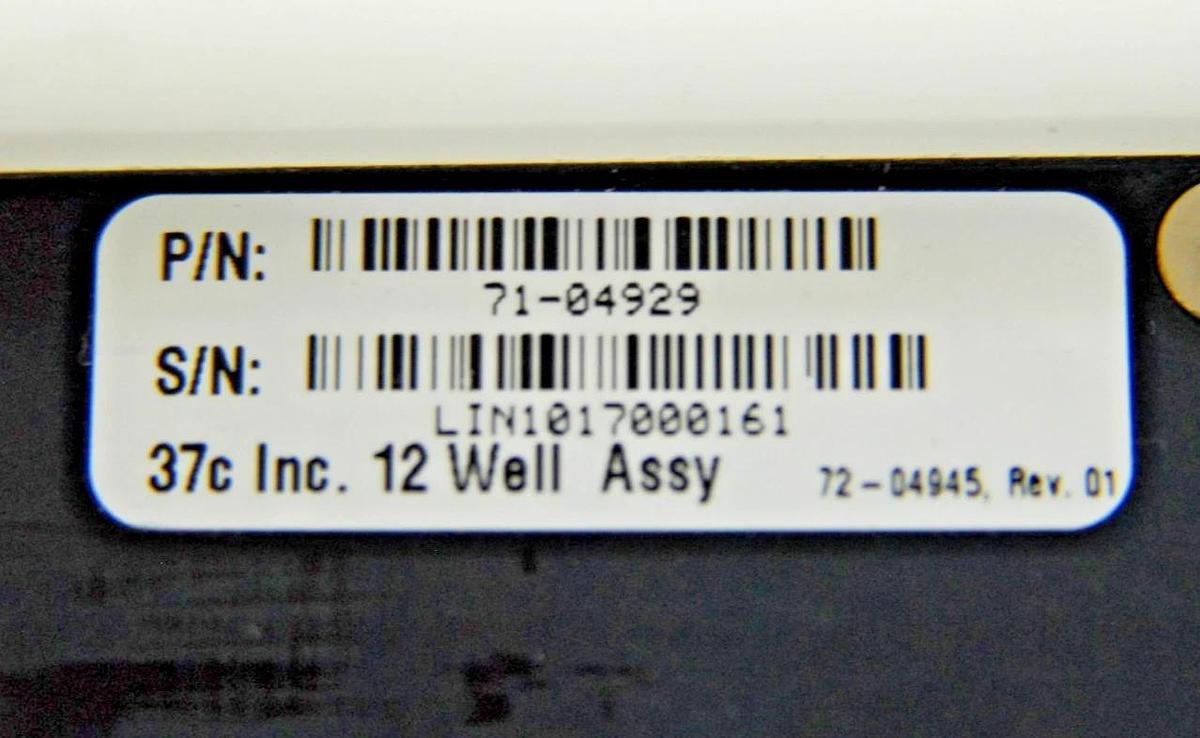 P/N:
71-04929
S/N:
LIN1017000161
37c Inc. 12 Well Assy 72-04945, Rev. 01